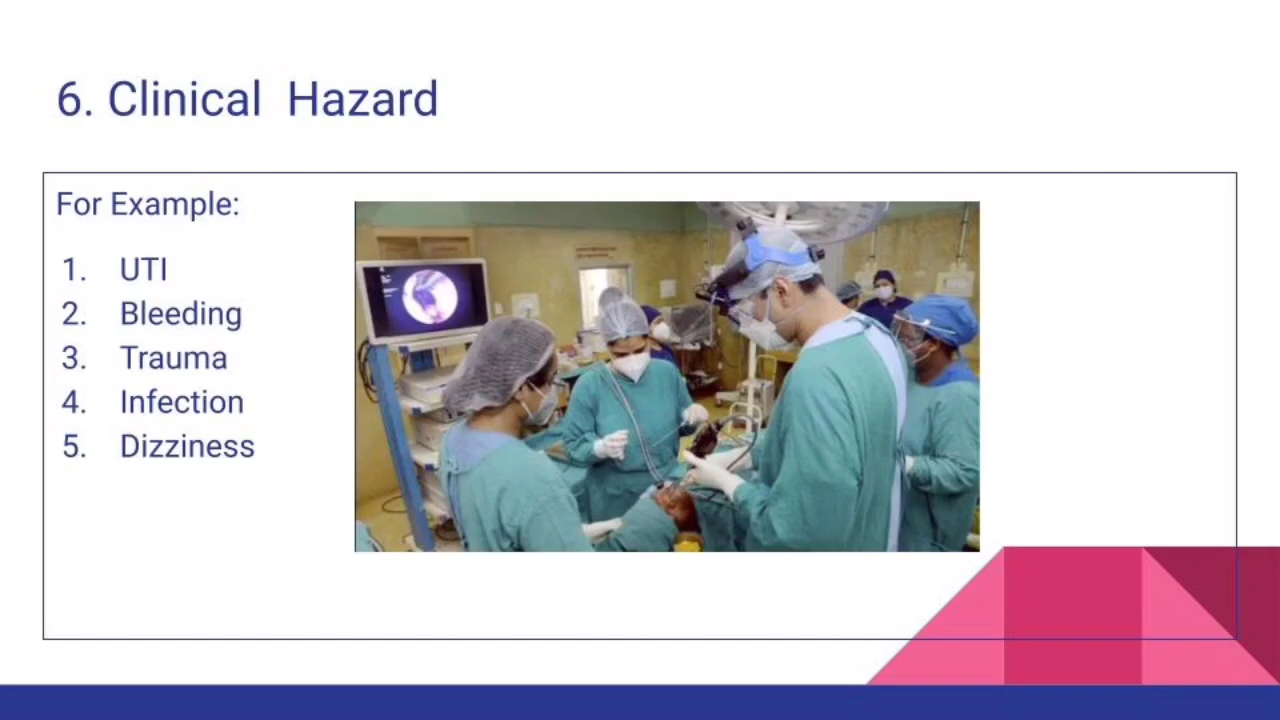 6. Clinical  Hazard
For Example:
1. UTI
2. Bleeding
3. Trauma
4. Infection
5. Dizziness